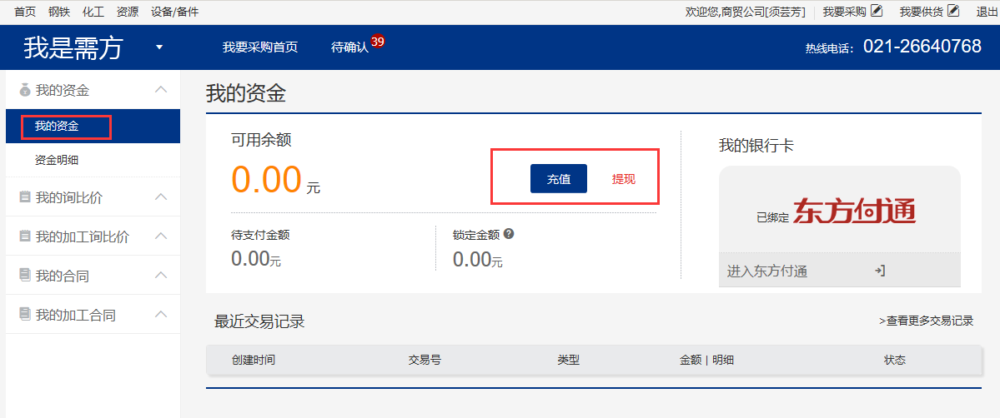 首页 钢铁 化工 资源 设备/备件 欢迎您,商贸公司[须芸芳] 我要采购 我要供货 退出
我是需方 我要采购首页 待确认 39 热线电话： 021-26640768
我的资金
我的资金
资金明细
我的询比价
我的加工询比价
我的合同
我的加工合同
我的资金
可用余额
0.00 元
充值 提现
待支付金额
0.00元
锁定金额 ?
0.00元
我的银行卡
已绑定 东方付通
进入东方付通
最近交易记录 >查看更多交易记录
创建时间 交易号 类型 金额 | 明细 状态